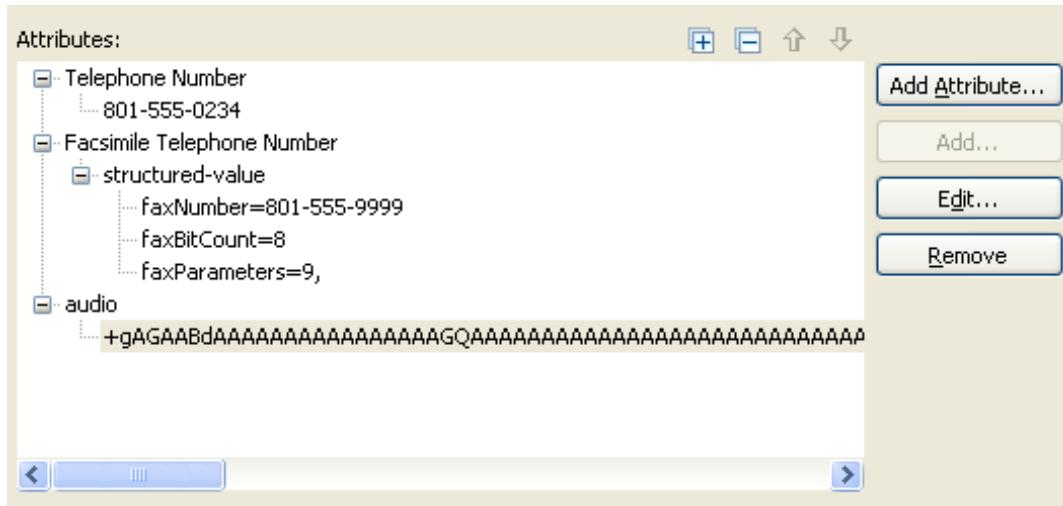 Attributes:
Telephone Number
801-555-0234
Facsimile Telephone Number
structured-value
faxNumber=801-555-9999
faxBitCount=8
faxParameters=9,
audio
+gAGAABdAAAAAAAAAAAAAAAAGQAAAAAAAAAAAAAAAAAAAAAAAAAAAA
Add Attribute...
Add...
Edit...
Remove